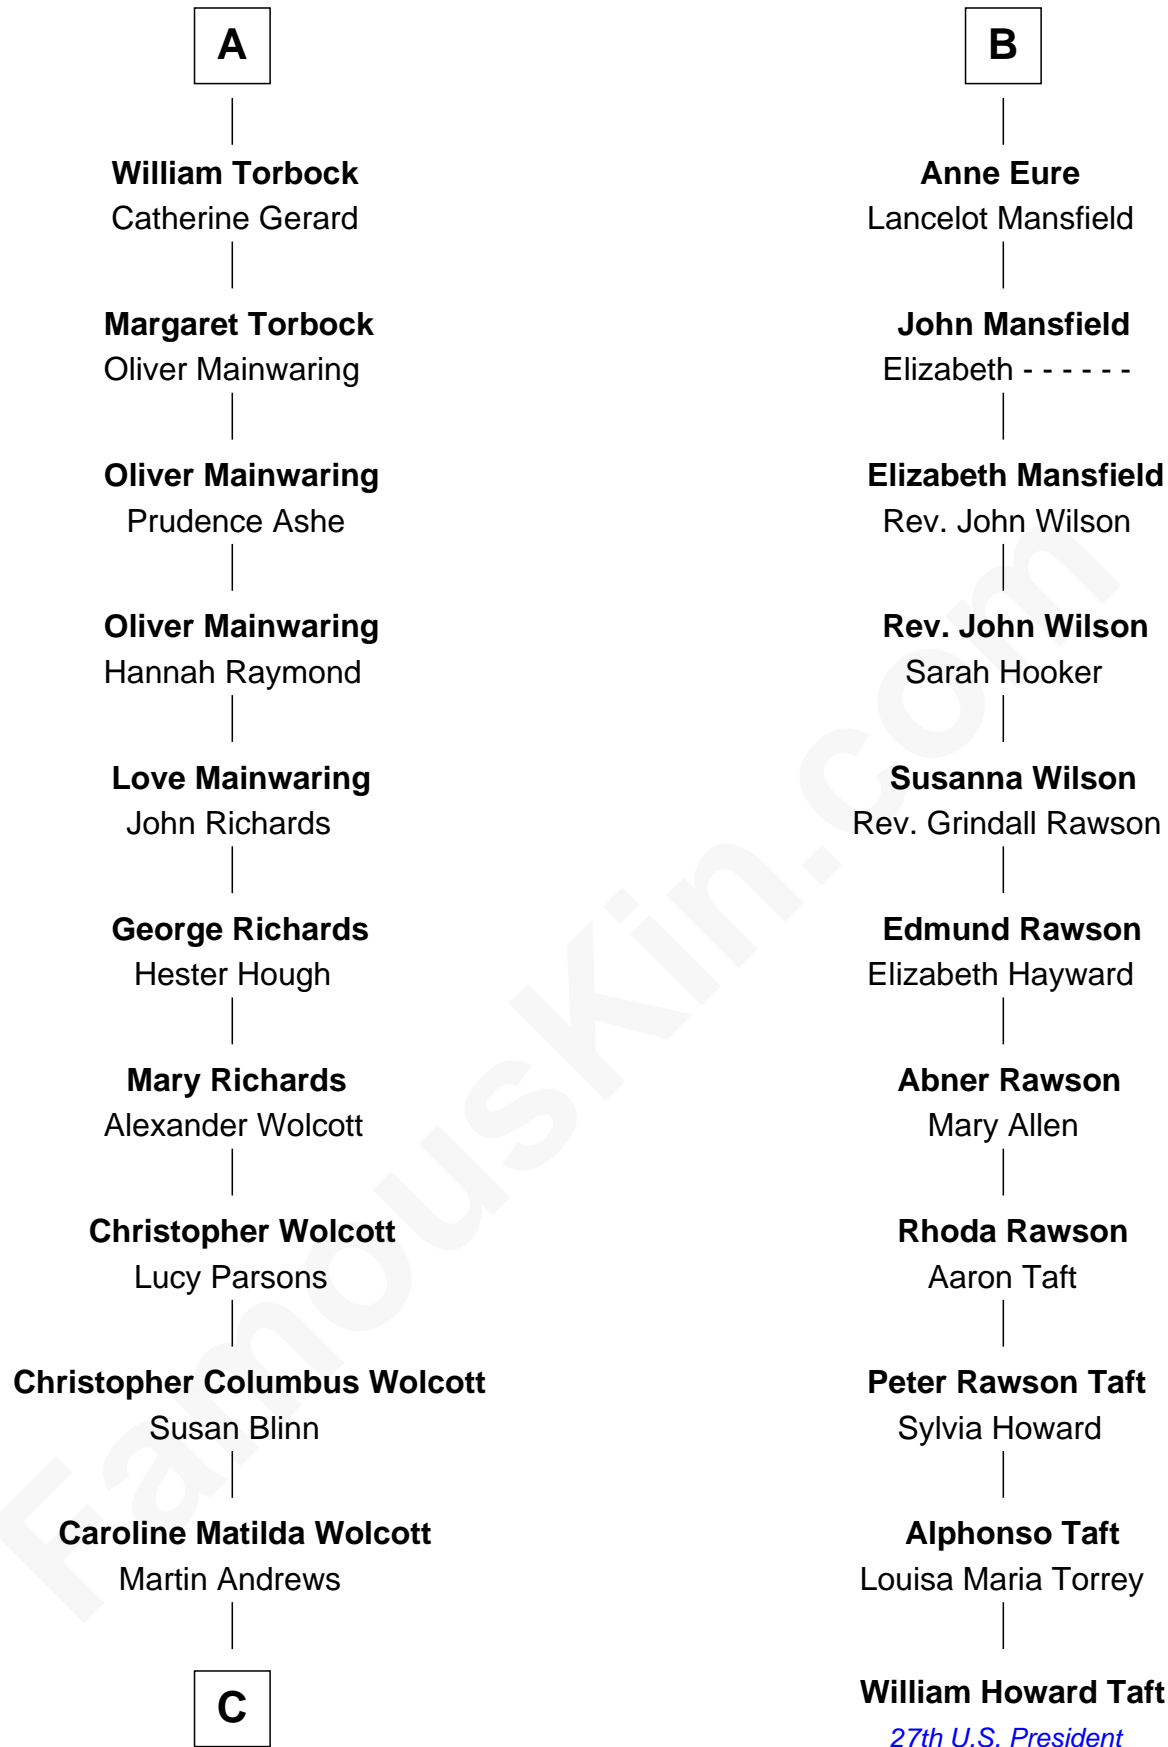 A
William Torbock
Catherine Gerard
Margaret Torbock
Oliver Mainwaring
Oliver Mainwaring
Prudence Ashe
Oliver Mainwaring
Hannah Raymond
Love Mainwaring
John Richards
George Richards
Hester Hough
Mary Richards
Alexander Wolcott
Christopher Wolcott
Lucy Parsons
Christopher Columbus Wolcott
Susan Blinn
Caroline Matilda Wolcott
Martin Andrews
C
B
Anne Eure
Lancelot Mansfield
John Mansfield
Elizabeth - - - - - -
Elizabeth Mansfield
Rev. John Wilson
Rev. John Wilson
Sarah Hooker
Susanna Wilson
Rev. Grindall Rawson
Edmund Rawson
Elizabeth Hayward
Abner Rawson
Mary Allen
Rhoda Rawson
Aaron Taft
Peter Rawson Taft
Sylvia Howard
Alphonso Taft
Louisa Maria Torrey
William Howard Taft
27th U.S. President
FamousKin.com